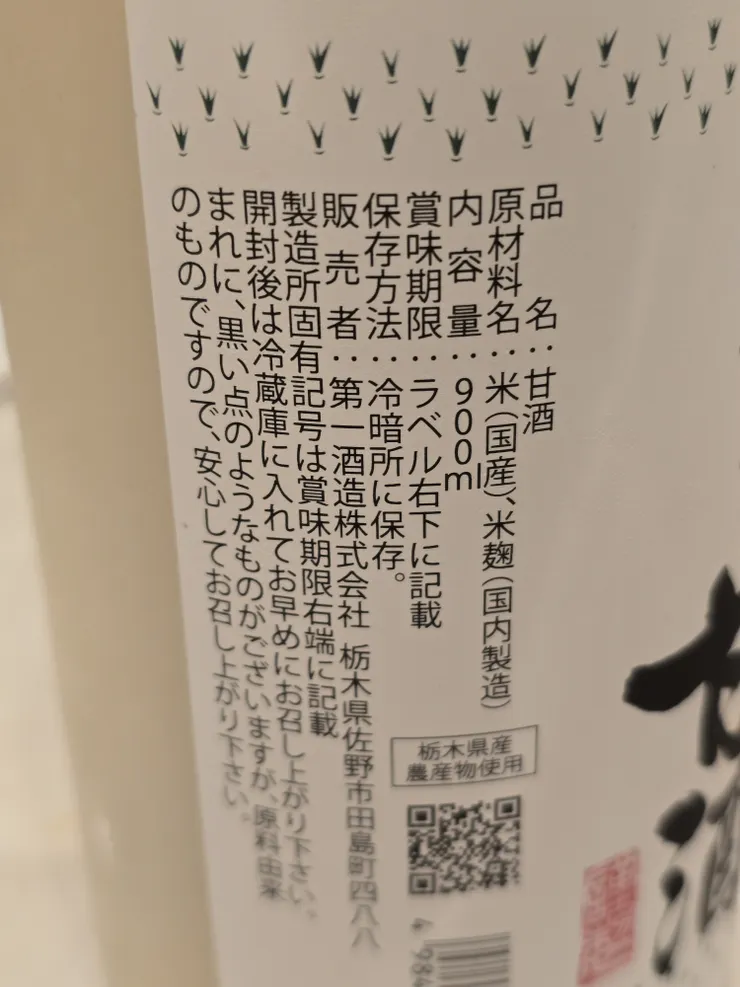 品名：甘酒
原材料名：米（国産）、米麹（国内製造）
内容量：900ml
賞味期限：ラベル右下に記載
保存方法：冷暗所に保存。
販売者：第一酒造株式会社 栃木県佐野市田島町四八八
製造所固有記号は賞味期限右端に記載
開封後は冷蔵庫に入れてお早めにお召し上がり下さい。
まれに、黒い点のようなものがございますが、原料由来
のものですので、安心してお召し上がり下さい。
栃木県産
農産物使用
甘酒